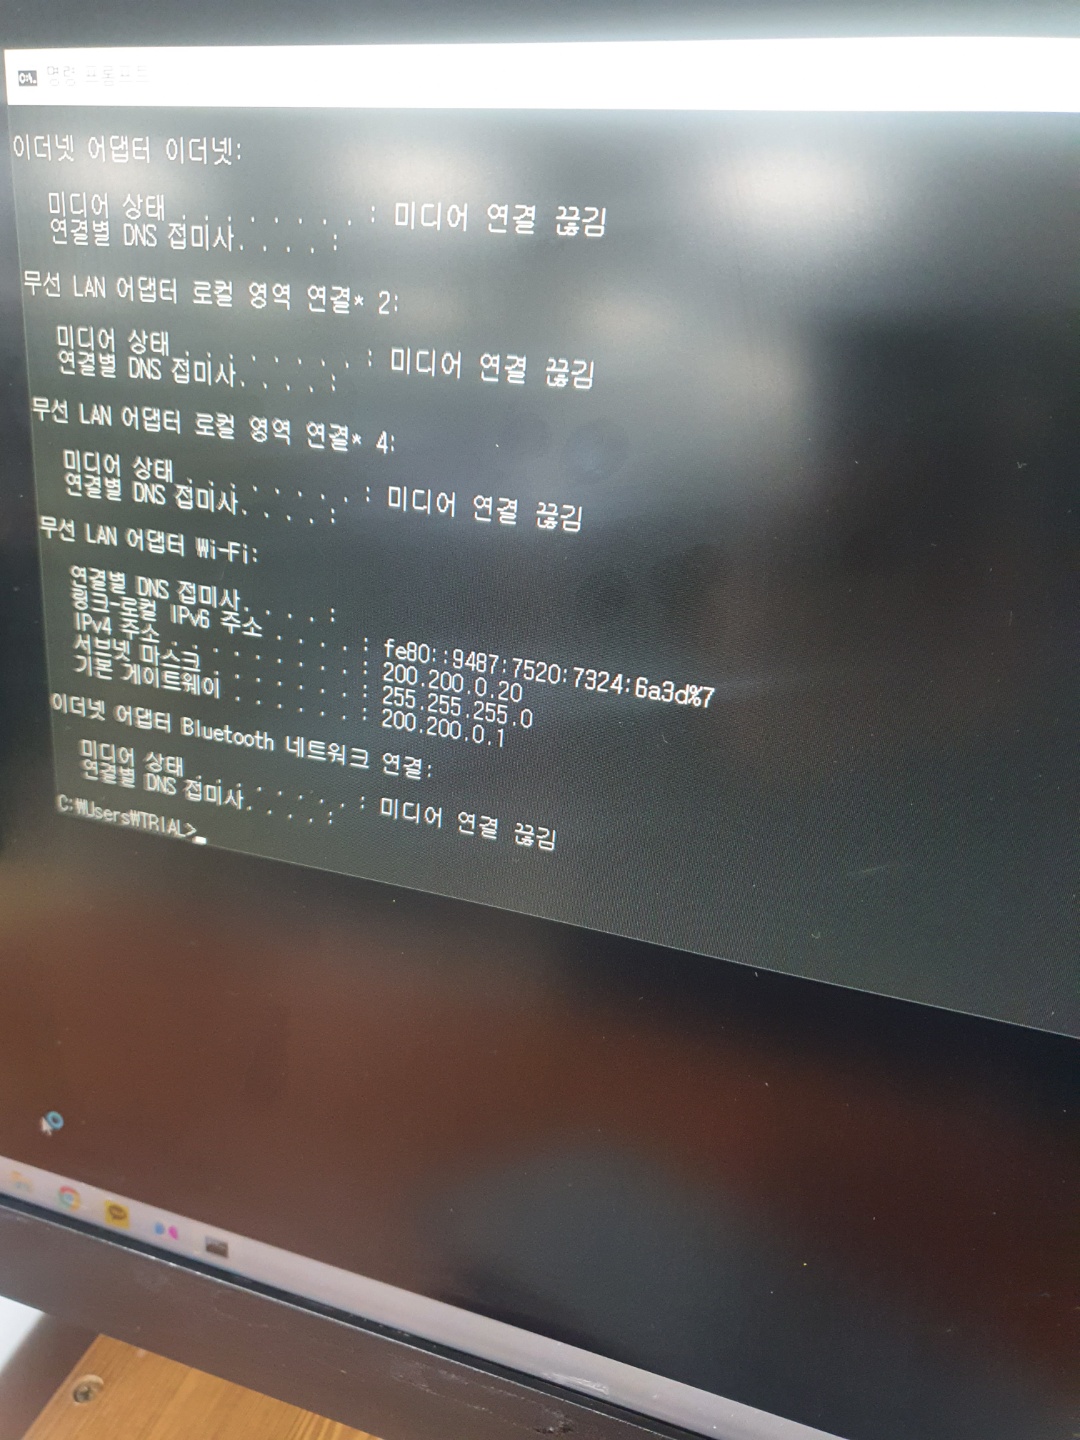 명령 프롬프트
이더넷 어댑터 이더넷:
미디어 상태 . . . . . . . . : 미디어 연결 끊김
연결별 DNS 접미사. . . . :
무선 LAN 어댑터 로컬 영역 연결* 2:
미디어 상태 . . . . . . . . : 미디어 연결 끊김
연결별 DNS 접미사. . . . :
무선 LAN 어댑터 로컬 영역 연결* 4:
미디어 상태 . . . . . . . . : 미디어 연결 끊김
연결별 DNS 접미사. . . . :
무선 LAN 어댑터 Wi-Fi:
연결별 DNS 접미사. . . . :
링크-로컬 IPv6 주소 . . . . : fe80::9487:7520:7324:6a3d%7
IPv4 주소 . . . . . . . . . : 200.200.0.20
서브넷 마스크 . . . . . . . : 255.255.255.0
기본 게이트웨이 . . . . . . : 200.200.0.1
이더넷 어댑터 Bluetooth 네트워크 연결:
미디어 상태 . . . . . . . . : 미디어 연결 끊김
연결별 DNS 접미사. . . . :
C:₩Users₩TRIAL>